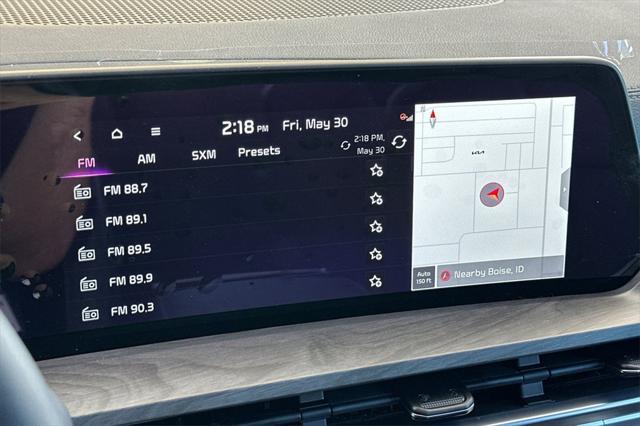 2:18 PM Fri, May 30
FM AM SXM Presets
2:18 PM,
May 30
FM 88.7
FM 89.1
FM 89.5
FM 89.9
FM 90.3
N
KIA
Auto
150 ft
Nearby Boise, ID